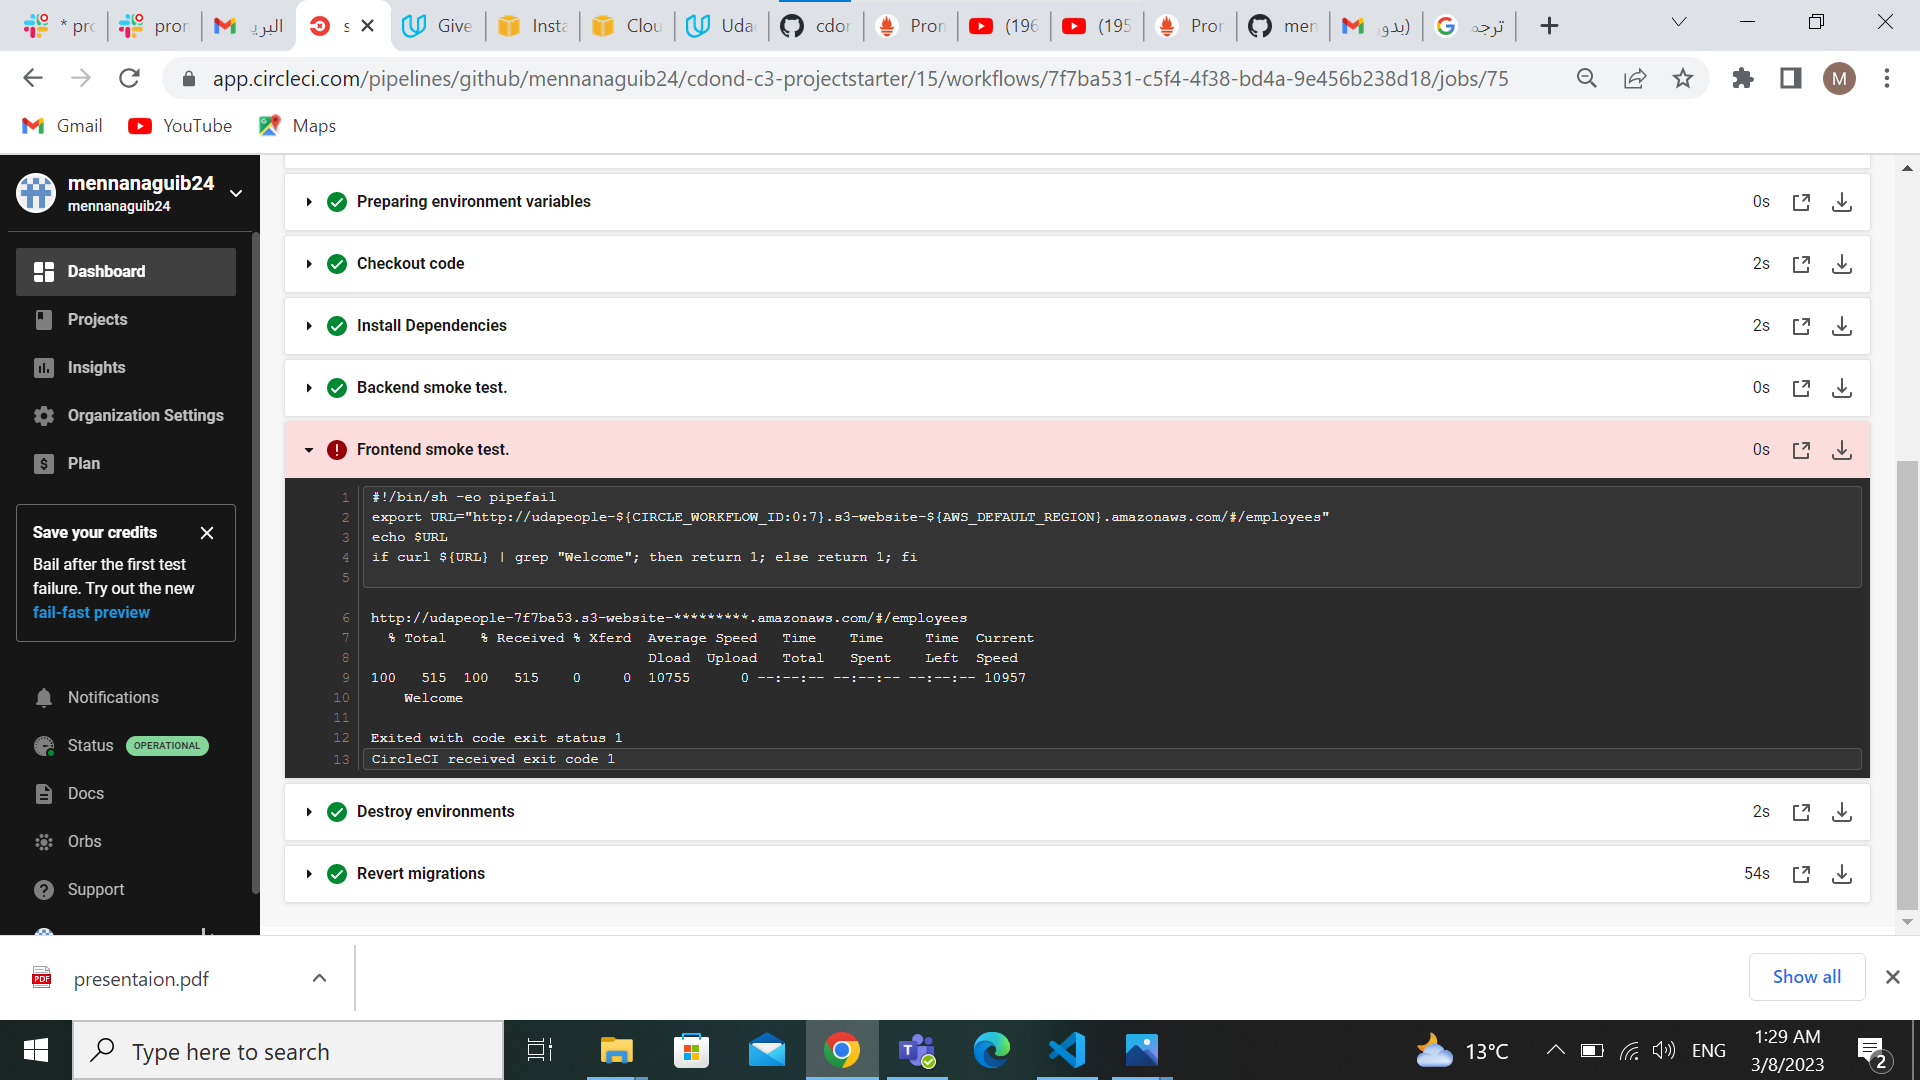 * pro
pron
البري
s
Give
Insta
Clou
Udac
cdon
Pron
(196
(195
Pron
men
(بدور
ترجمة
app.circleci.com/pipelines/github/mennanaguib24/cdond-c3-projectstarter/15/workflows/7f7ba531-c5f4-4f38-bd4a-9e456b238d18/jobs/75
M
Gmail
YouTube
Maps
mennanaguib24
mennanaguib24
Dashboard
Projects
Insights
Organization Settings
Plan
Save your credits
Bail after the first test
failure. Try out the new
fail-fast preview
Notifications
Status OPERATIONAL
Docs
Orbs
Support
Preparing environment variables 0s
Checkout code 2s
Install Dependencies 2s
Backend smoke test. 0s
Frontend smoke test. 0s
1 #!/bin/sh -eo pipefail
2 export URL="http://udapeople-${CIRCLE_WORKFLOW_ID:0:7}.s3-website-${AWS_DEFAULT_REGION}.amazonaws.com/#/employees"
3 echo $URL
4 if curl ${URL} | grep "Welcome"; then return 1; else return 1; fi
5
6 http://udapeople-7f7ba53.s3-website-*********.amazonaws.com/#/employees
7 % Total % Received % Xferd Average Speed Time Time Time Current
8 Dload Upload Total Spent Left Speed
9 100 515 100 515 0 0 10755 0 --:--:-- --:--:-- --:--:-- 10957
10 Welcome
11
12 Exited with code exit status 1
13 CircleCI received exit code 1
Destroy environments 2s
Revert migrations 54s
PDF
presentaion.pdf
Show all
Type here to search
13°C
ENG
1:29 AM
3/8/2023
2